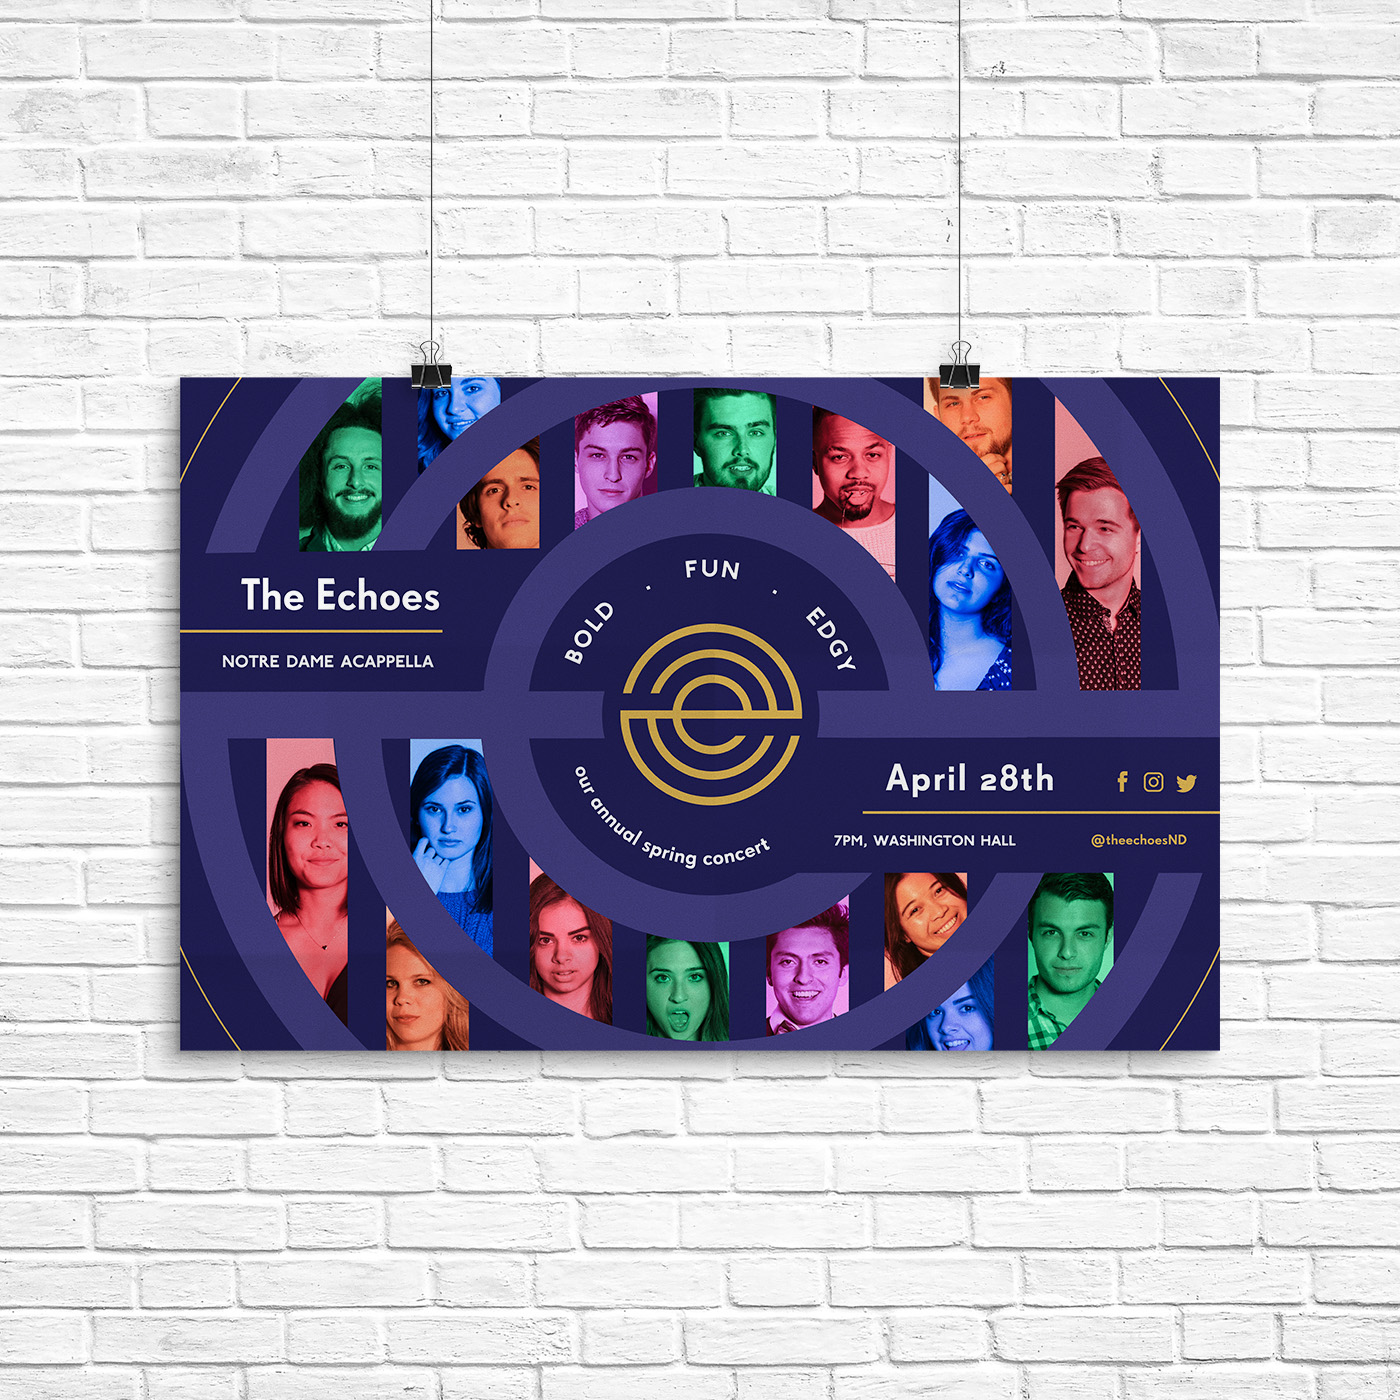 The Echoes
NOTRE DAME ACAPPELLA
BOLD · FUN · EDGY
our annual spring concert
April 28th
7PM, WASHINGTON HALL
@theechoesND